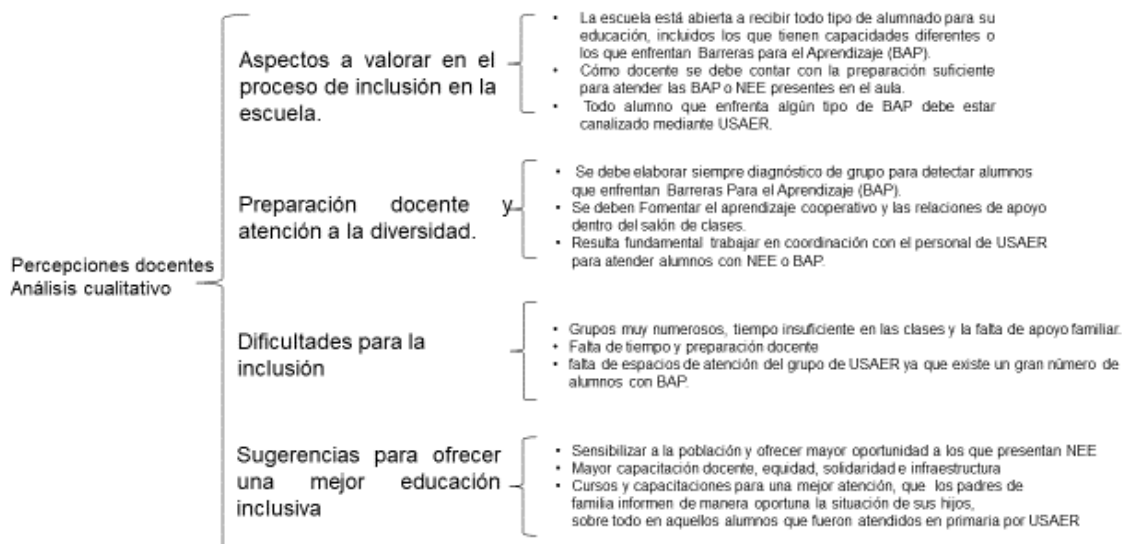 Percepciones docentes
Análisis cualitativo
Aspectos a valorar en el
proceso de inclusión en la
escuela.
• La escuela está abierta a recibir todo tipo de alumnado para su
educación, incluidos los que tienen capacidades diferentes o
los que enfrentan Barreras para el Aprendizaje (BAP).
• Cómo docente se debe contar con la preparación suficiente
para atender las BAP o NEE presentes en el aula.
• Todo alumno que enfrenta algún tipo de BAP debe estar
canalizado mediante USAER.
Preparación docente y
atención a la diversidad.
• Se debe elaborar siempre diagnóstico de grupo para detectar alumnos
que enfrentan Barreras Para el Aprendizaje (BAP).
• Se deben Fomentar el aprendizaje cooperativo y las relaciones de apoyo
dentro del salón de clases.
• Resulta fundamental trabajar en coordinación con el personal de USAER
para atender alumnos con NEE o BAP.
Dificultades para la
inclusión
• Grupos muy numerosos, tiempo insuficiente en las clases y la falta de apoyo familiar.
• Falta de tiempo y preparación docente
• falta de espacios de atención del grupo de USAER ya que existe un gran número de
alumnos con BAP.
Sugerencias para ofrecer
una mejor educación
inclusiva
• Sensibilizar a la población y ofrecer mayor oportunidad a los que presentan NEE
• Mayor capacitación docente, equidad, solidaridad e infraestructura
• Cursos y capacitaciones para una mejor atención, que los padres de
familia informen de manera oportuna la situación de sus hijos,
sobre todo en aquellos alumnos que fueron atendidos en primaria por USAER